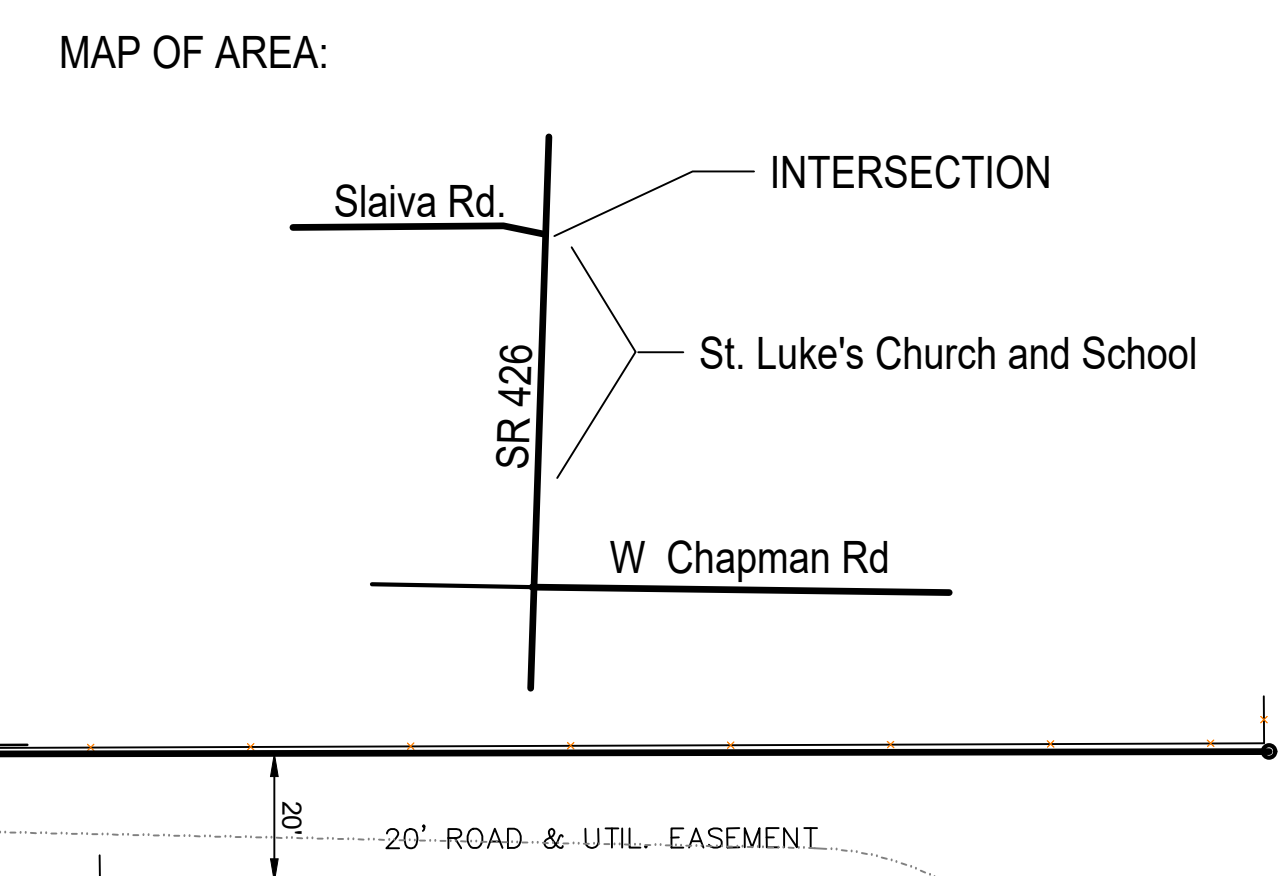 MAP OF AREA:
INTERSECTION
Slaiva Rd.
St. Luke's Church and School
SR 426
W Chapman Rd
20'
20' ROAD & UTIL. EASEMENT